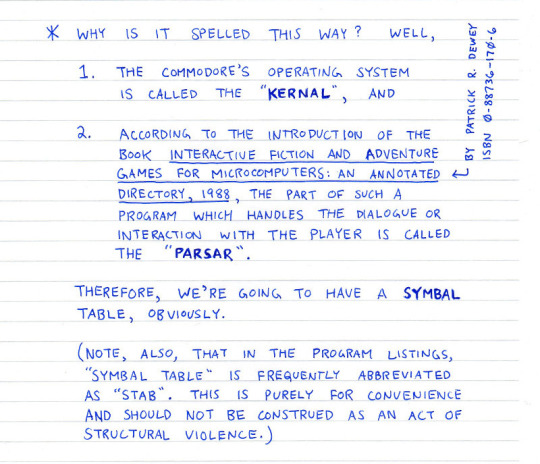 * WHY IS IT SPELLED THIS WAY? WELL,
1. THE COMMODORE'S OPERATING SYSTEM
IS CALLED THE "KERNAL", AND
2. ACCORDING TO THE INTRODUCTION OF THE
BOOK INTERACTIVE FICTION AND ADVENTURE
GAMES FOR MICROCOMPUTERS: AN ANNOTATED
DIRECTORY, 1988, THE PART OF SUCH A
PROGRAM WHICH HANDLES THE DIALOGUE OR
INTERACTION WITH THE PLAYER IS CALLED
THE "PARSAR".
BY PATRICK R. DEWEY
ISBN 0-88736-170-6
THEREFORE, WE'RE GOING TO HAVE A SYMBAL
TABLE, OBVIOUSLY.
(NOTE, ALSO, THAT IN THE PROGRAM LISTINGS,
"SYMBAL TABLE" IS FREQUENTLY ABBREVIATED
AS "STAB". THIS IS PURELY FOR CONVENIENCE
AND SHOULD NOT BE CONSTRUED AS AN ACT OF
STRUCTURAL VIOLENCE.)